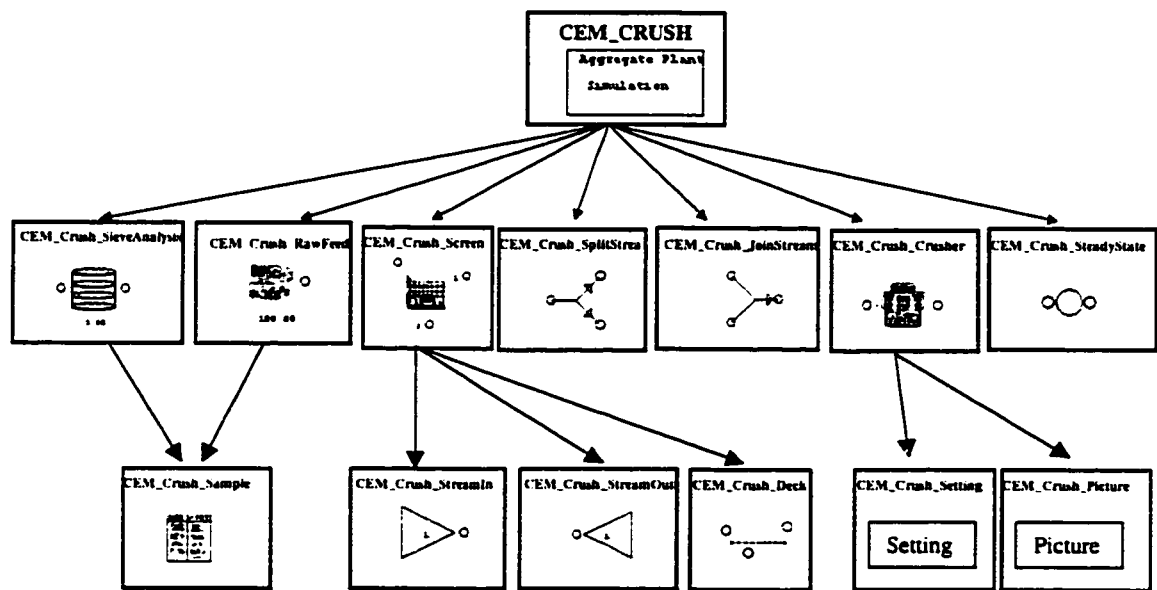 CEM_CRUSH
Aggregate Plant
Simulation
CEM_Crush_SieveAnalysis
CEM_Crush_RawFeed
CEM_Crush_Screen
CEM_Crush_SplitStrea
CEM_Crush_JoinStream
CEM_Crush_Crusher
CEM_Crush_SteadyState
CEM_Crush_Sample
CEM_Crush_StreamIn
CEM_Crush_StreamOut
CEM_Crush_Deck
CEM_Crush_Setting
CEM_Crush_Picture
Setting
Picture